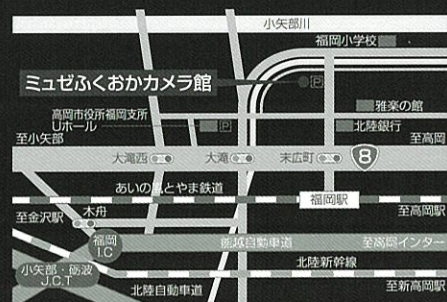 小矢部川
福岡小学校
ミュゼふくおかカメラ館
P
雅楽の館
高岡市役所福岡支所
Uホール
P
北陸銀行
至小矢部
至高岡
大滝西
大滝
末広町
8
あいの風とやま鉄道
福岡駅
至金沢駅
木舟
至高岡駅
福岡
I.C
能越自動車道
至高岡インター
小矢部・砺波
J.C.T
北陸新幹線
北陸自動車道
至新高岡駅